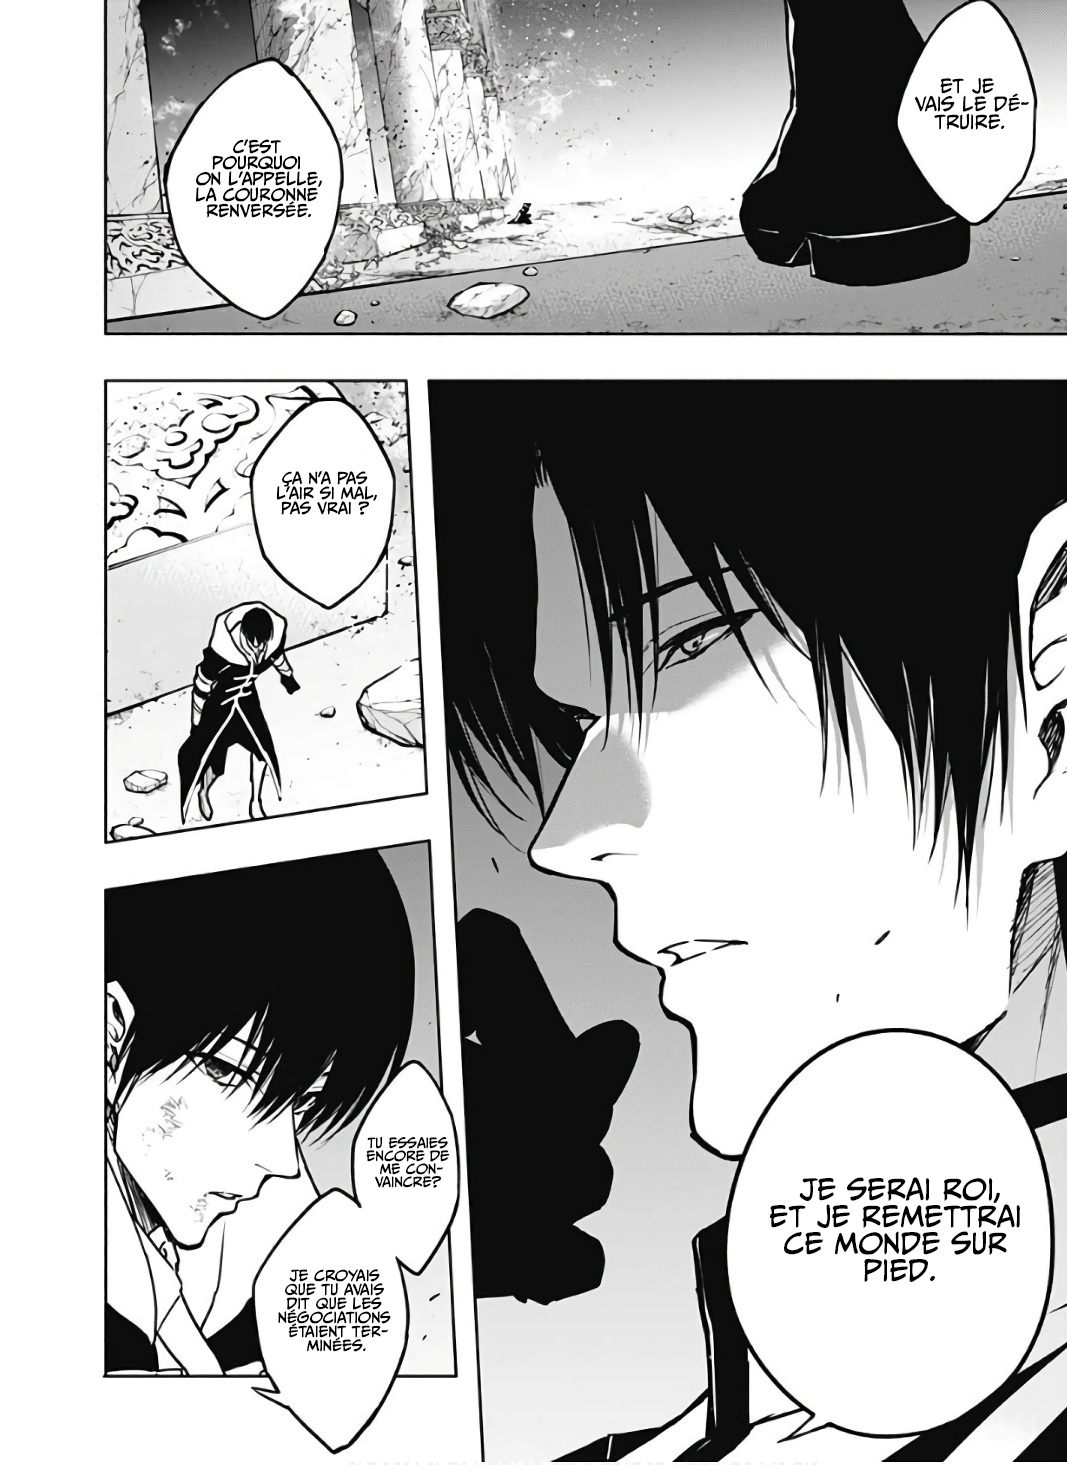 ET JE
VAIS LE DÉ-
TRUIRE.
C'EST
POURQUOI
ON L'APPELLE,
LA COURONNE
RENVERSÉE.
JE SERAI ROI,
ET JE REMETTRAI
CE MONDE SUR
PIED.
ÇA N'A PAS
L'AIR SI MAL,
PAS VRAI ?
TU ESSAIES
ENCORE DE
ME CON-
VAINCRE?
JE CROYAIS
QUE TU AVAIS
DIT QUE LES
NÉGOCIATIONS
ÉTAIENT TER-
MINÉES.